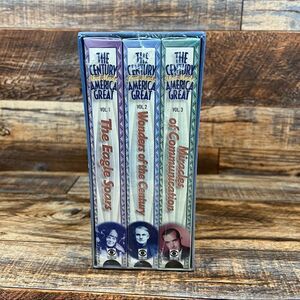 THE
CENTURY
AMERICA
GREAT
VOL. 1
The Eagle Soars
THE
CENTURY
AMERICA
GREAT
VOL. 2
Wonders of the Century
THE
CENTURY
AMERICA
GREAT
VOL. 3
Miracles
of Communication